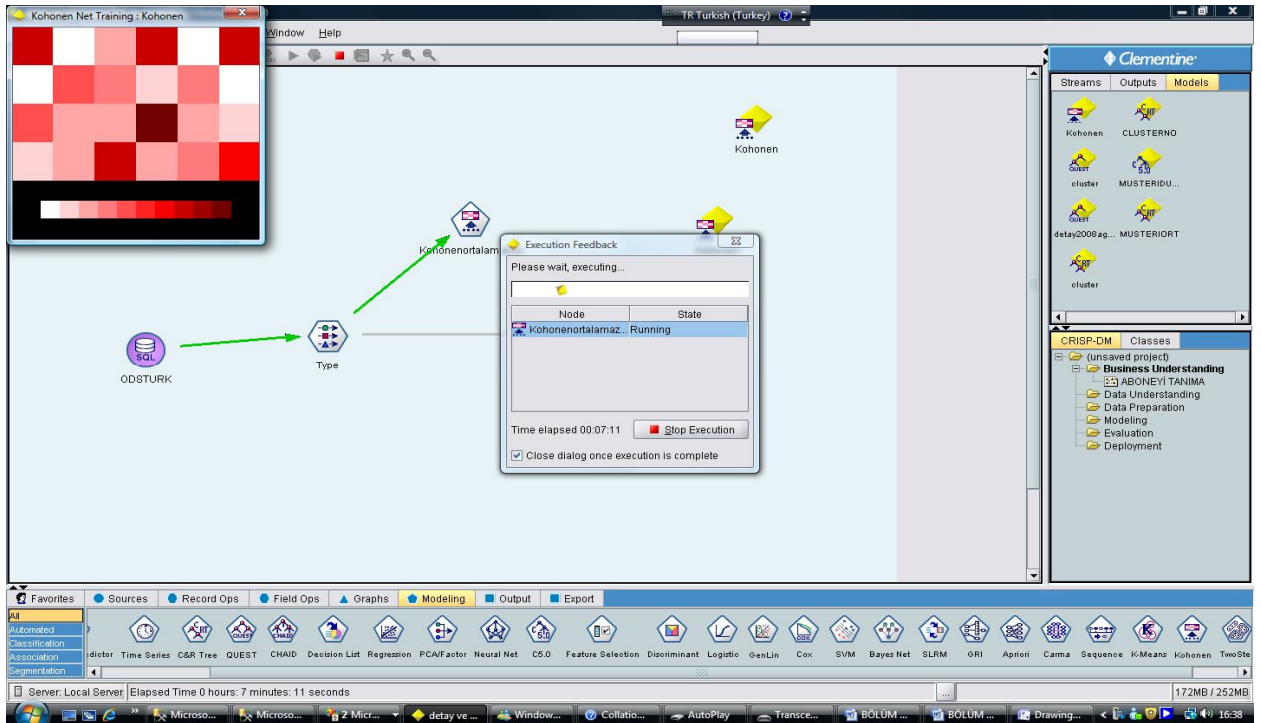 Kohonen Net Training : Kohonen
TR Turkish (Turkey)
Window Help
Clementine
Streams Outputs Models
Kohonen CLUSTERNO
cluster MUSTERIDU...
detay2008ag... MUSTERIORT
cluster
Kohonen
Kohonenortalam
Execution Feedback
Please wait, executing...
Node State
Kohonenortalamaz... Running
Time elapsed 00:07:11 Stop Execution
Close dialog once execution is complete
SQL
ODSTURK
Type
CRISP-DM Classes
(unsaved project)
Business Understanding
ABONEYİ TANIMA
Data Understanding
Data Preparation
Modeling
Evaluation
Deployment
Favorites Sources Record Ops Field Ops Graphs Modeling Output Export
All
Automated
Classification
Association
Segmentation
dictor Time Series C&R Tree QUEST CHAID Decision List Regression PCA/Factor Neural Net C5.0 Feature Selection Discriminant Logistic GenLin Cox SVM Bayes Net SLRM GRI Apriori Carma Sequence K-Means Kohonen TwoSte
Server: Local Server Elapsed Time 0 hours: 7 minutes: 11 seconds ... 172MB / 252MB
Microso... Microso... 2 Micr... detay ve ... Window... Collatio... AutoPlay Transce... BÖLÜM ... BÖLÜM ... Drawing... 16:38